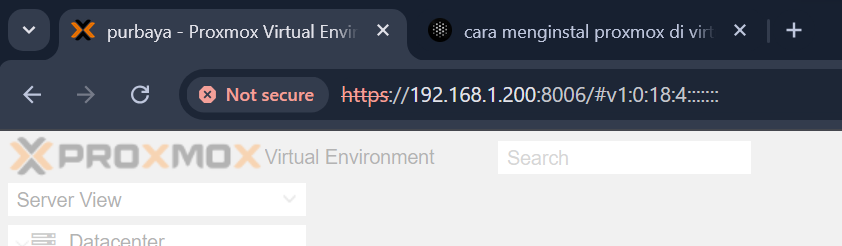 purbaya - Proxmox Virtual Envir
cara menginstal proxmox di virt
Not secure https://192.168.1.200:8006/#v1:0:18:4:::::::
PROXMOX Virtual Environment
Search
Server View
Datacenter